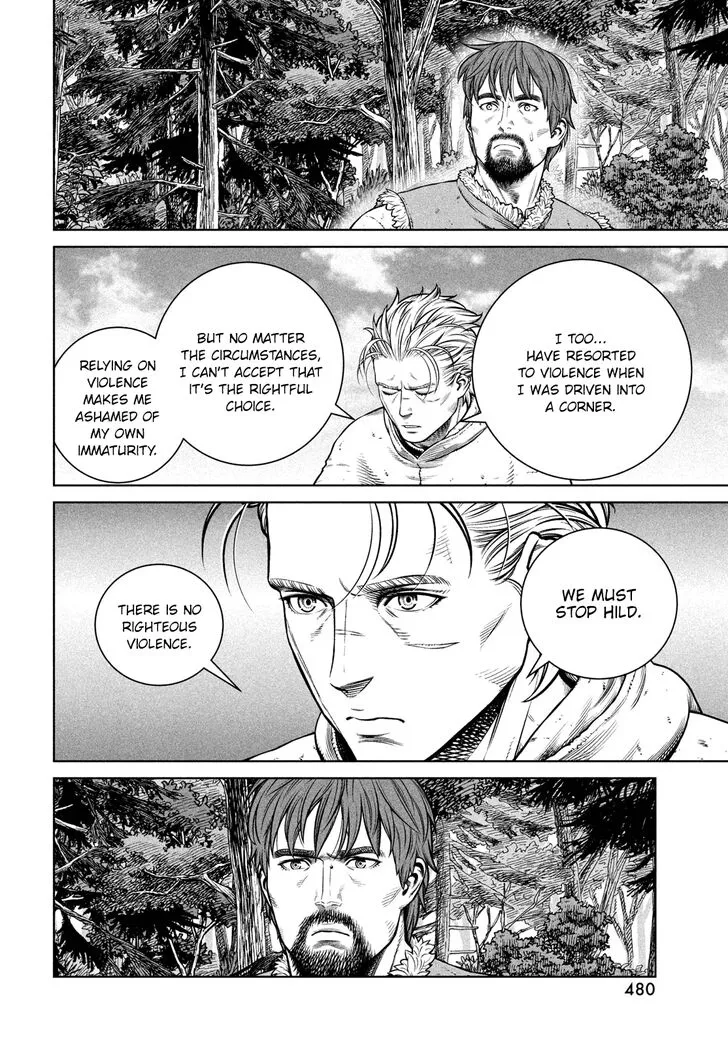 I TOO...
HAVE RESORTED
TO VIOLENCE WHEN
I WAS DRIVEN INTO
A CORNER.
BUT NO MATTER
THE CIRCUMSTANCES,
I CAN'T ACCEPT THAT
IT'S THE RIGHTFUL
CHOICE.
RELYING ON
VIOLENCE
MAKES ME
ASHAMED OF
MY OWN
IMMATURITY.
WE MUST
STOP HILD.
THERE IS NO
RIGHTEOUS
VIOLENCE.
480